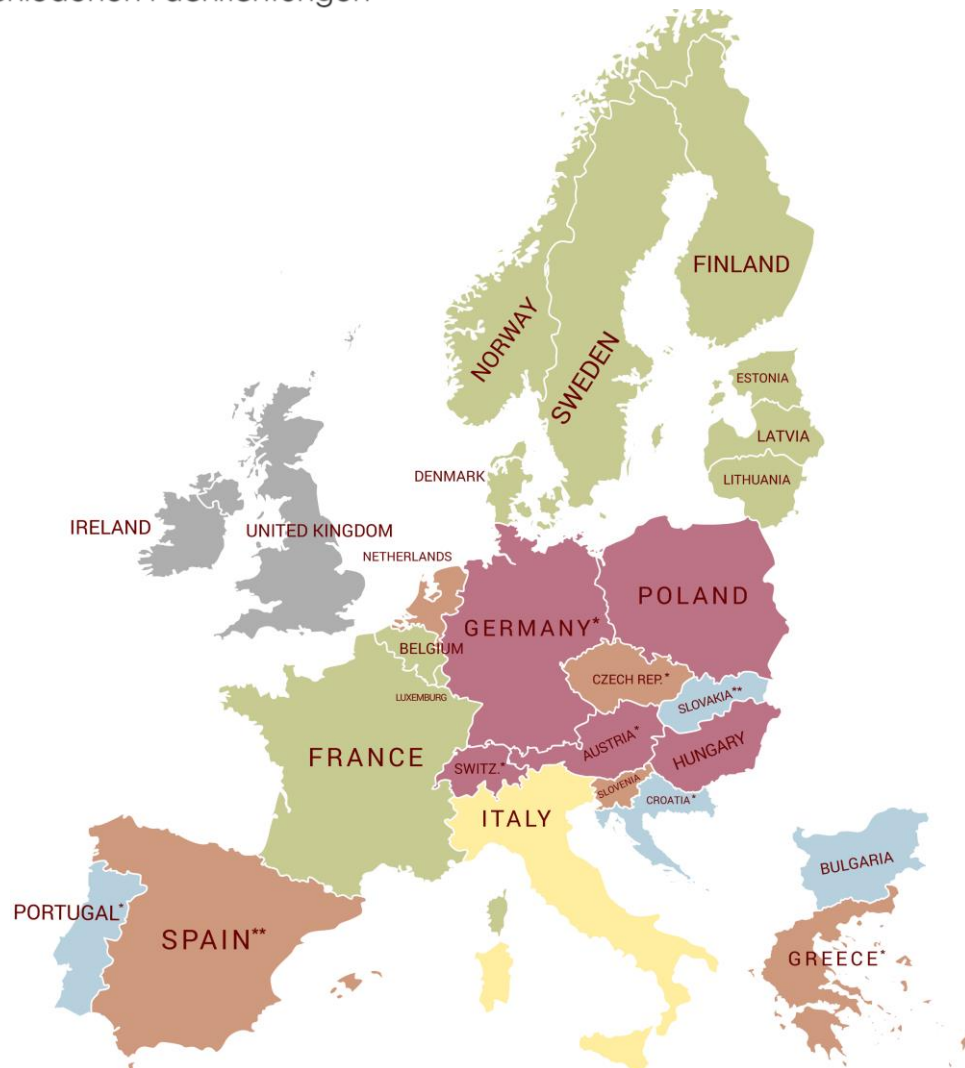 FINLAND
NORWAY
SWEDEN
ESTONIA
LATVIA
DENMARK
LITHUANIA
IRELAND
UNITED KINGDOM
NETHERLANDS
POLAND
GERMANY*
BELGIUM
CZECH REP.*
LUXEMBURG
SLOVAKIA**
FRANCE
AUSTRIA*
HUNGARY
SWITZ.*
SLOVENIA
CROATIA*
ITALY
BULGARIA
PORTUGAL*
SPAIN**
GREECE*